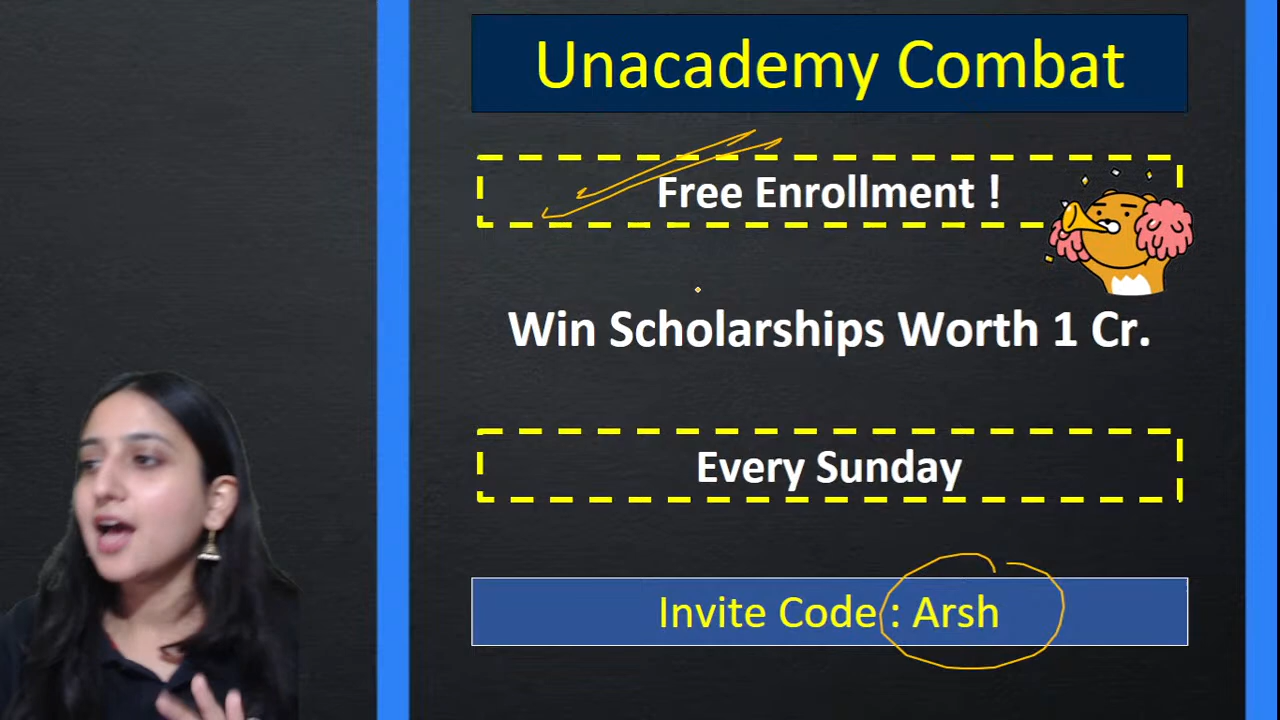 Unacademy Combat
Free Enrollment !
Win Scholarships Worth 1 Cr.
Every Sunday
Invite Code : Arsh